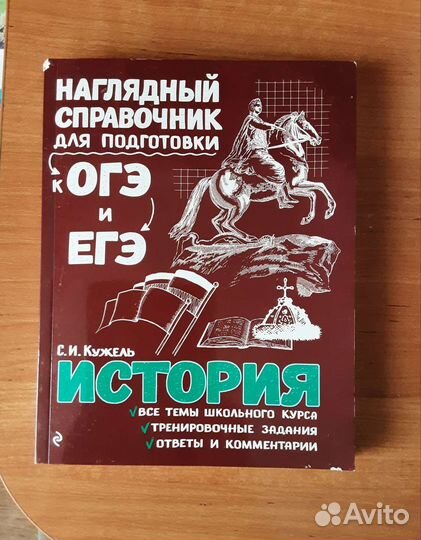 НАГЛЯДНЫЙ
СПРАВОЧНИК
ДЛЯ ПОДГОТОВКИ
К ОГЭ
И
ЕГЭ
С.И. КУЖЕЛЬ
ИСТОРИЯ
ВСЕ ТЕМЫ ШКОЛЬНОГО КУРСА
ТРЕНИРОВОЧНЫЕ ЗАДАНИЯ
ОТВЕТЫ И КОММЕНТАРИИ
Avito